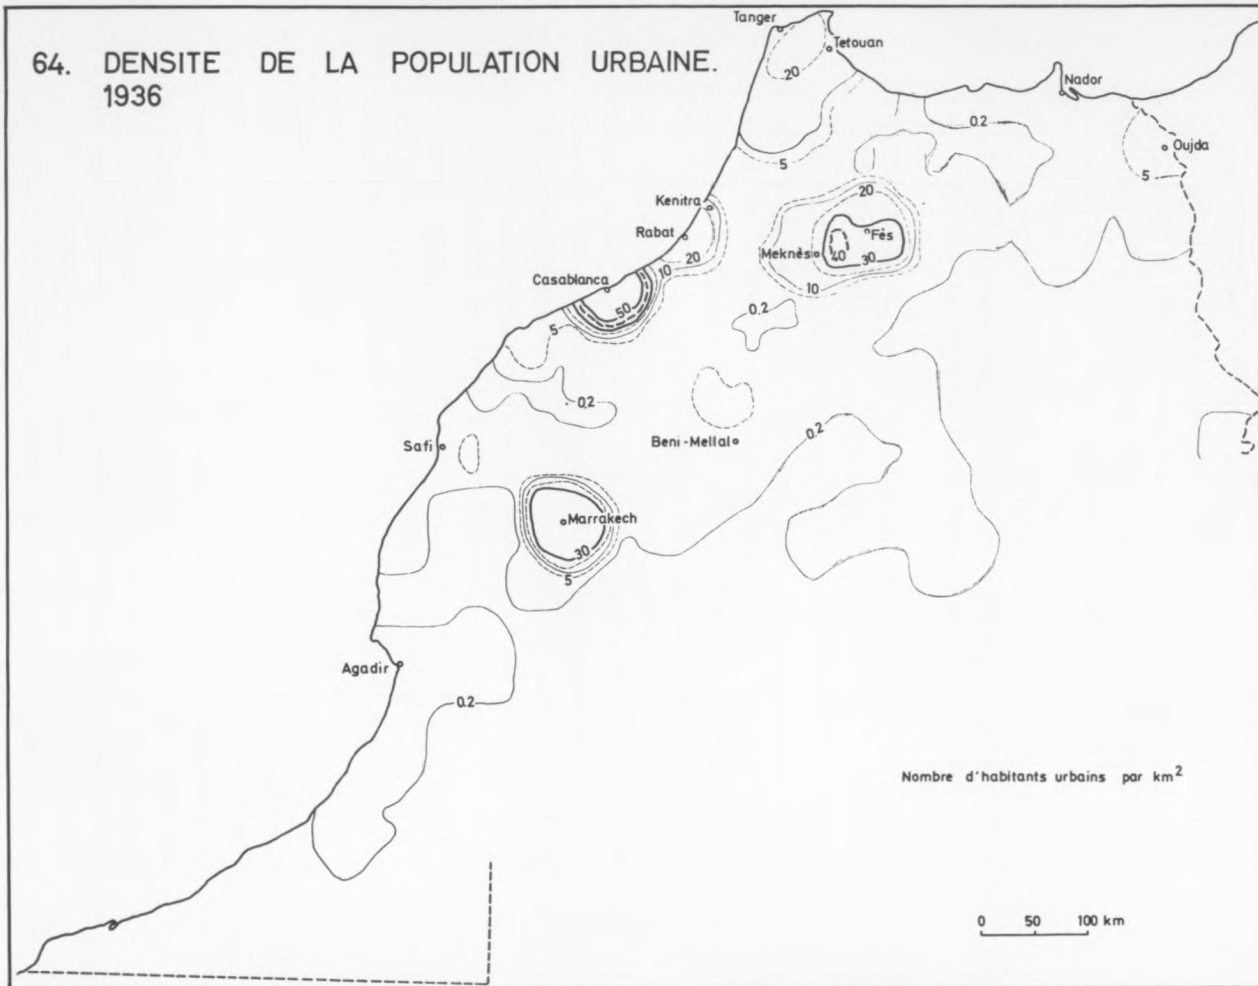 64. DENSITE DE LA POPULATION URBAINE.
1936
Tanger
Tetouan
20
Nador
0.2
Oujda
5
5
20
Kenitra
Rabat
Fès
Meknès
40
30
20
10
10
Casablanca
50
5
0.2
0.2
Safi
Beni-Mellal
0.2
Marrakech
30
5
Agadir
0.2
Nombre d'habitants urbains par km²
0 50 100 km